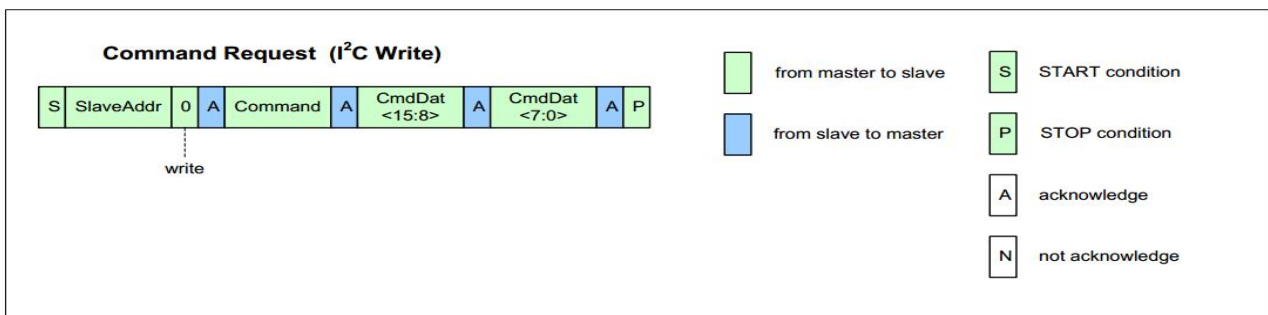 Command Request (I²C Write)
S SlaveAddr 0 A Command A CmdDat <15:8> A CmdDat <7:0> A P
write
from master to slave
from slave to master
S START condition
P STOP condition
A acknowledge
N not acknowledge